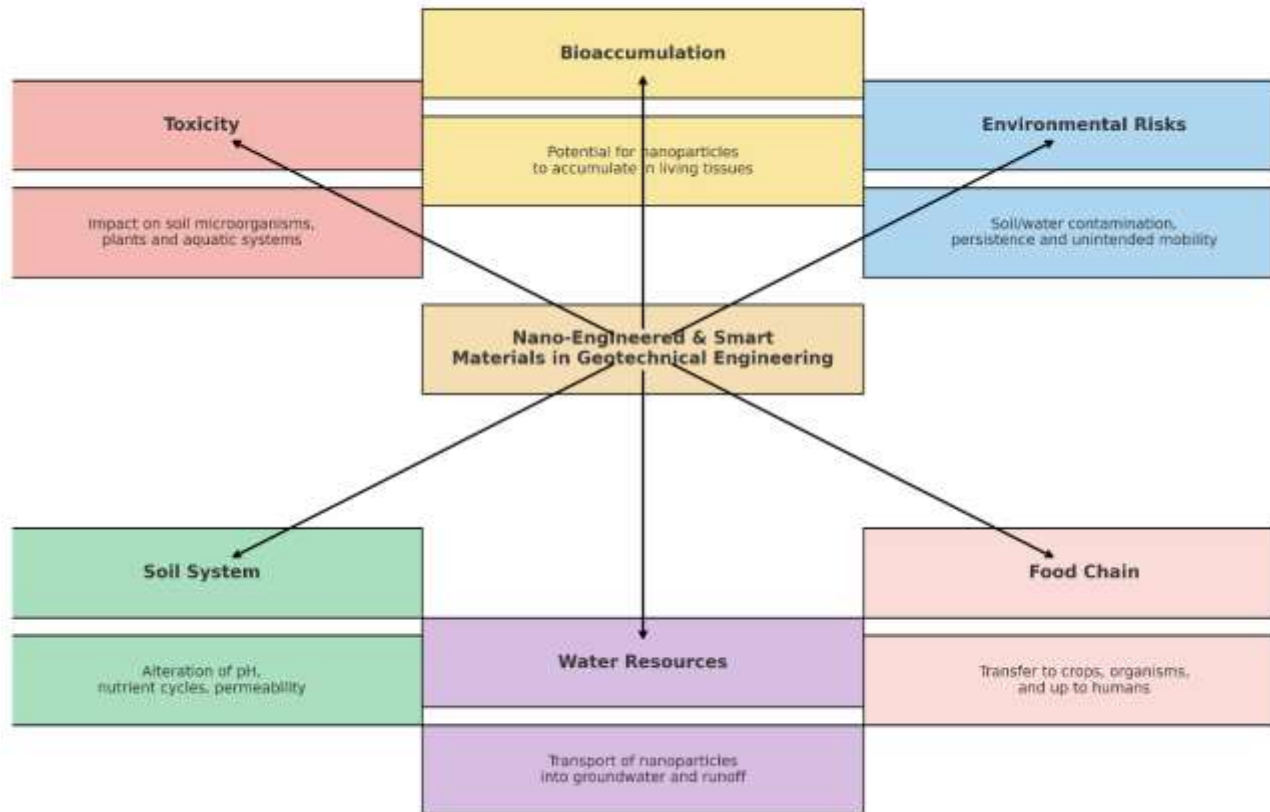 Bioaccumulation
Potential for nanoparticles
to accumulate in living tissues
Toxicity
Impact on soil microorganisms,
plants and aquatic systems
Environmental Risks
Soil/water contamination,
persistence and unintended mobility
Nano-Engineered & Smart
Materials in Geotechnical Engineering
Soil System
Alteration of pH,
nutrient cycles, permeability
Water Resources
Transport of nanoparticles
into groundwater and runoff
Food Chain
Transfer to crops, organisms,
and up to humans